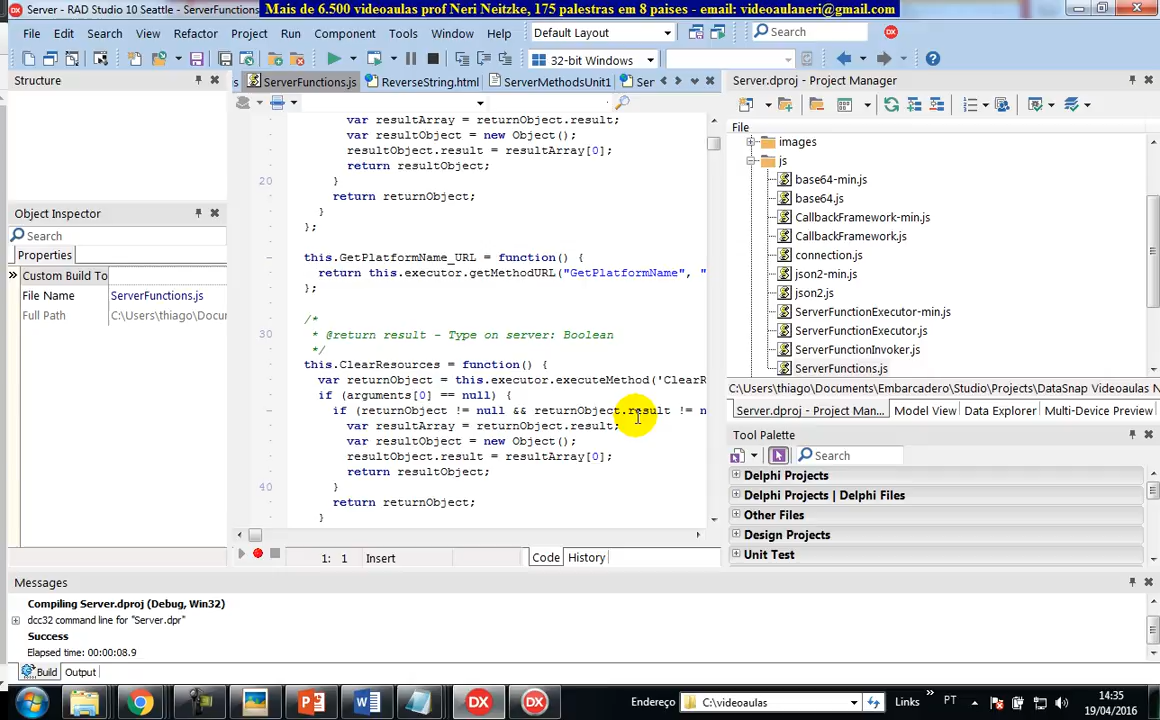 Server - RAD Studio 10 Seattle - ServerFunctions
Mais de 6.500 videoaulas prof Neri Neitzke, 175 palestras em 8 paises - email: videoaulaneri@gmail.com
File Edit Search View Refactor Project Run Component Tools Window Help
Default Layout
Search
32-bit Windows
Structure
ServerFunctions.js
ReverseString.html
ServerMethodsUnit1
Ser
var resultArray = returnObject.result;
var resultObject = new Object();
resultObject.result = resultArray[0];
return resultObject;
20 }
return returnObject;
}
};
this.GetPlatformName_URL = function() {
return this.executor.getMethodURL("GetPlatformName", "
};
/*
30 * @return result - Type on server: Boolean
*/
this.ClearResources = function() {
var returnObject = this.executor.executeMethod('ClearR
if (arguments[0] == null) {
if (returnObject != null && returnObject.result != n
var resultArray = returnObject.result;
var resultObject = new Object();
resultObject.result = resultArray[0];
return resultObject;
40 }
return returnObject;
}
1: 1 Insert
Code History
Object Inspector
Search
Properties
Custom Build To
File Name ServerFunctions.js
Full Path C:\Users\thiago\Docu
Server.dproj - Project Manager
File
images
js
base64-min.js
base64.js
CallbackFramework-min.js
CallbackFramework.js
connection.js
json2-min.js
json2.js
ServerFunctionExecutor-min.js
ServerFunctionExecutor.js
ServerFunctionInvoker.js
ServerFunctions.js
C:\Users\thiago\Documents\Embarcadero\Studio\Projects\DataSnap Videoaulas N
Server.dproj - Project Man... Model View Data Explorer Multi-Device Preview
Tool Palette
Search
Delphi Projects
Delphi Projects | Delphi Files
Other Files
Design Projects
Unit Test
Messages
Compiling Server.dproj (Debug, Win32)
dcc32 command line for "Server.dpr"
Success
Elapsed time: 00:00:08.9
Build Output
Endereço C:\videoaulas
Links
PT
14:35
19/04/2016